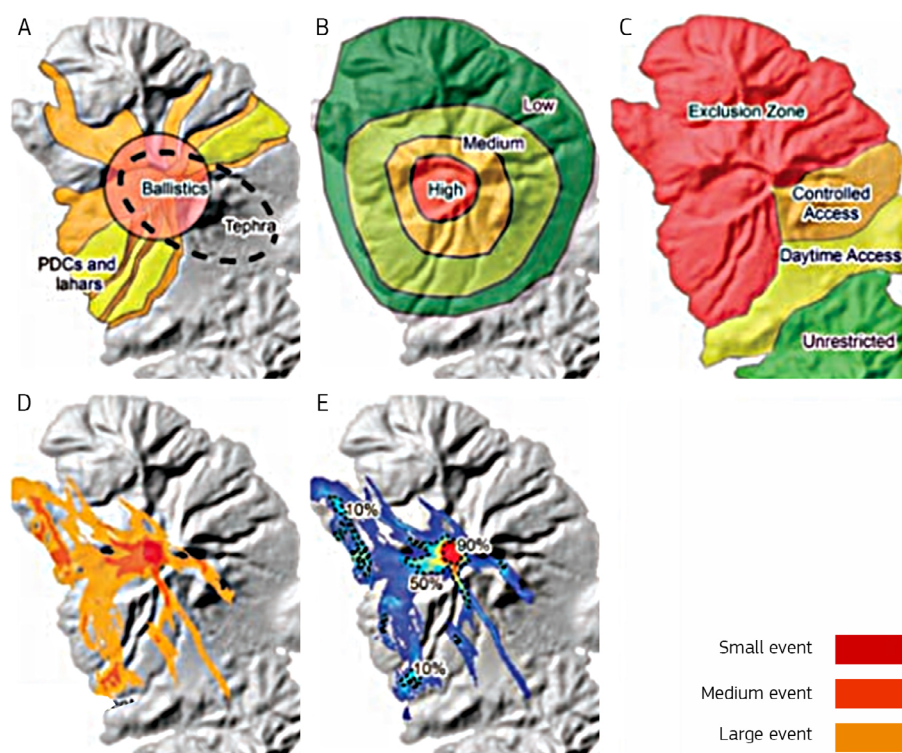 A
Ballistics
Tephra
PDCs and
lahars
B
Low
Medium
High
C
Exclusion Zone
Controlled
Access
Daytime Access
Unrestricted
D
E
10%
90%
50%
10%
Small event
Medium event
Large event